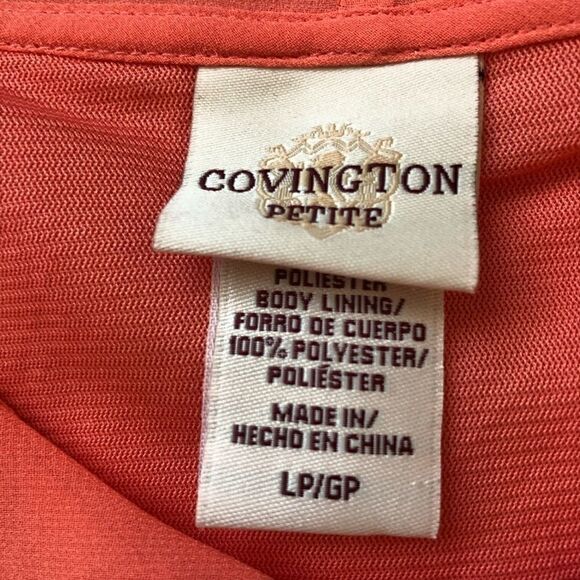 COVINGTON
PETITE
POLIESTER
BODY LINING/
FORRO DE CUERPO
100% POLYESTER/
POLIÉSTER
MADE IN/
HECHO EN CHINA
LP/GP